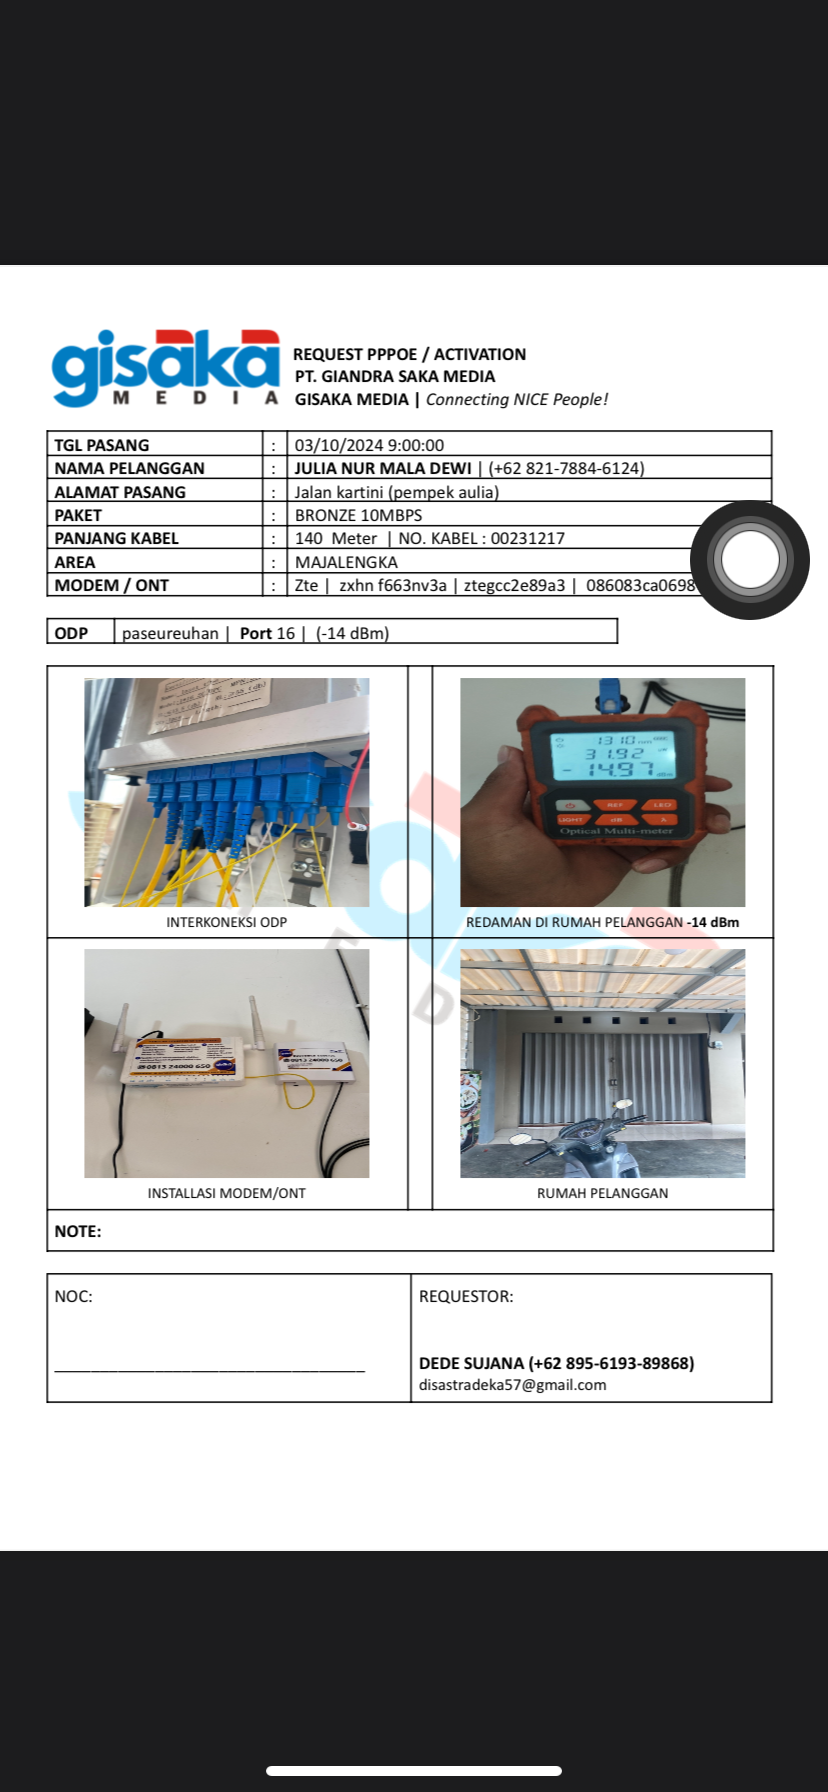 gisaka
MEDIA
REQUEST PPPOE / ACTIVATION
PT. GIANDRA SAKA MEDIA
GISAKA MEDIA | Connecting NICE People!
TGL PASANG : 03/10/2024 9:00:00
NAMA PELANGGAN : JULIA NUR MALA DEWI | (+62 821-7884-6124)
ALAMAT PASANG : Jalan kartini (pempek aulia)
PAKET : BRONZE 10MBPS
PANJANG KABEL : 140 Meter | NO. KABEL : 00231217
AREA : MAJALENGKA
MODEM / ONT : Zte | zxhn f663nv3a | ztegcc2e89a3 | 086083ca0698
ODP paseureuhan | Port 16 | (-14 dBm)
1310 nm
31.92
-14.97 dBm
REF LED
LIGHT dB λ
Optical Multi-meter
INTERKONEKSI ODP
REDAMAN DI RUMAH PELANGGAN -14 dBm
0813 24000 650
0813 24000 650
INSTALLASI MODEM/ONT
RUMAH PELANGGAN
NOTE:
NOC:
REQUESTOR:
DEDE SUJANA (+62 895-6193-89868)
disastradeka57@gmail.com